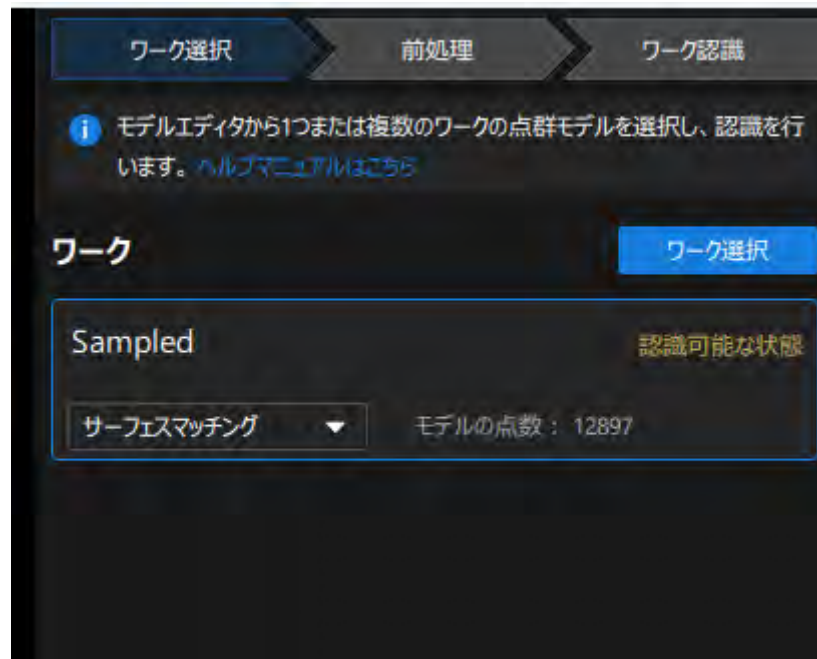 ワーク選択 前処理 ワーク認識
モデルエディタから1つまたは複数のワークの点群モデルを選択し、認識を行
います。ヘルプマニュアルはこちら
ワーク ワーク選択
Sampled 認識可能な状態
サーフェスマッチング モデルの点数： 12897